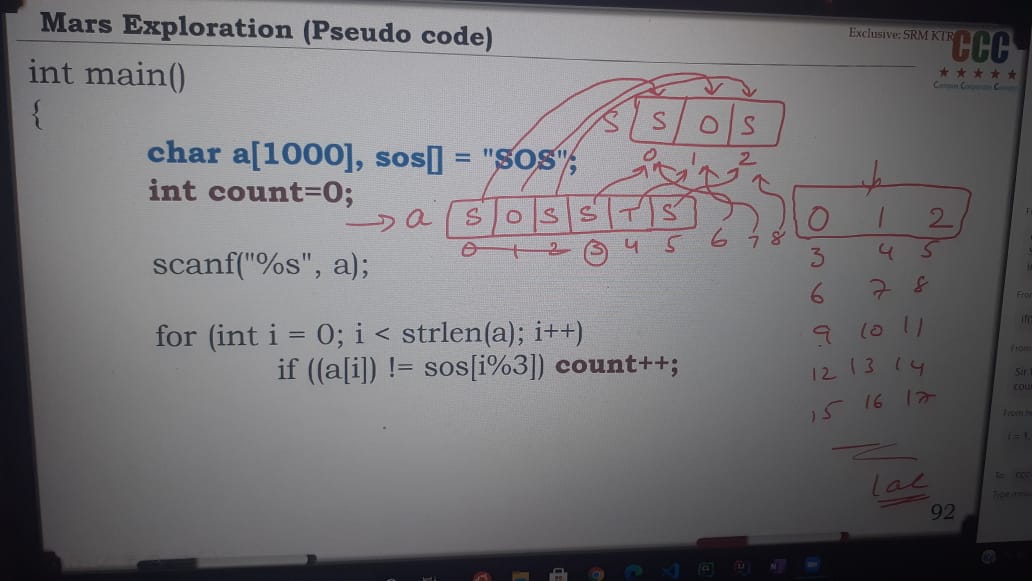 Mars Exploration (Pseudo code)
Exclusive: SRM KTR
CCC
int main()
{
S S O S
0 1 2
char a[1000], sos[] = "SOS";
int count=0;
a S O S S T S
0 1 2 3 4 5 6 7 8
0 1 2
3 4 5
6 7 8
9 10 11
12 13 14
15 16 17
scanf("%s", a);
for (int i = 0; i < strlen(a); i++)
if ((a[i]) != sos[i%3]) count++;
92